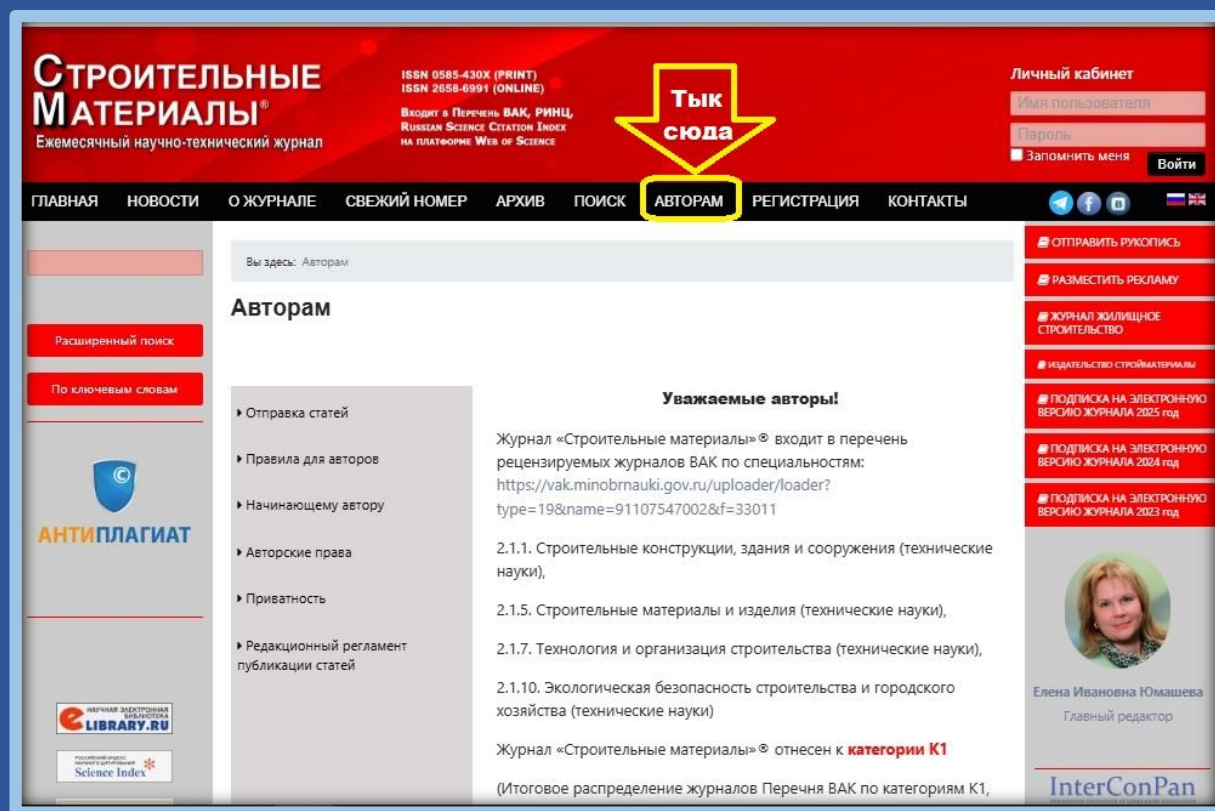 СТРОИТЕЛЬНЫЕ
МАТЕРИАЛЫ®
Ежемесячный научно-технический журнал
ISSN 0585-430X (PRINT)
ISSN 2658-6991 (ONLINE)
Входит в Перечень ВАК, РИНЦ,
Russian Science Citation Index
на платформе Web of Science
Тык
сюда
Личный кабинет
Имя пользователя
Пароль
Запомнить меня
Войти
ГЛАВНАЯ НОВОСТИ О ЖУРНАЛЕ СВЕЖИЙ НОМЕР АРХИВ ПОИСК АВТОРАМ РЕГИСТРАЦИЯ КОНТАКТЫ
Расширенный поиск
По ключевым словам
©
АНТИПЛАГИАТ
НАУЧНАЯ ЭЛЕКТРОННАЯ
БИБЛИОТЕКА
eLIBRARY.RU
РОССИЙСКИЙ ИНДЕКС
НАУЧНОГО ЦИТИРОВАНИЯ
Science Index
Вы здесь: Авторам
Авторам
Отправка статей
Правила для авторов
Начинающему автору
Авторские права
Приватность
Редакционный регламент
публикации статей
Уважаемые авторы!
Журнал «Строительные материалы»® входит в перечень
рецензируемых журналов ВАК по специальностям:
https://vak.minobrnauki.gov.ru/uploader/loader?
type=19&name=91107547002&f=33011
2.1.1. Строительные конструкции, здания и сооружения (технические
науки),
2.1.5. Строительные материалы и изделия (технические науки),
2.1.7. Технология и организация строительства (технические науки),
2.1.10. Экологическая безопасность строительства и городского
хозяйства (технические науки)
Журнал «Строительные материалы»® отнесен к категории К1
(Итоговое распределение журналов Перечня ВАК по категориям К1,
ОТПРАВИТЬ РУКОПИСЬ
РАЗМЕСТИТЬ РЕКЛАМУ
ЖУРНАЛ ЖИЛИЩНОЕ
СТРОИТЕЛЬСТВО
ИЗДАТЕЛЬСТВО СТРОЙМАТЕРИАЛЫ
ПОДПИСКА НА ЭЛЕКТРОННУЮ
ВЕРСИЮ ЖУРНАЛА 2025 год
ПОДПИСКА НА ЭЛЕКТРОННУЮ
ВЕРСИЮ ЖУРНАЛА 2024 год
ПОДПИСКА НА ЭЛЕКТРОННУЮ
ВЕРСИЮ ЖУРНАЛА 2023 год
Елена Ивановна Юмашева
Главный редактор
InterConPan